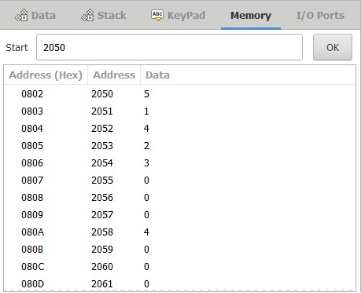 Data Stack Abc KeyPad Memory I/O Ports
Start 2050 OK
Address (Hex) Address Data
0802 2050 5
0803 2051 1
0804 2052 4
0805 2053 2
0806 2054 3
0807 2055 0
0808 2056 0
0809 2057 0
080A 2058 4
080B 2059 0
080C 2060 0
080D 2061 0